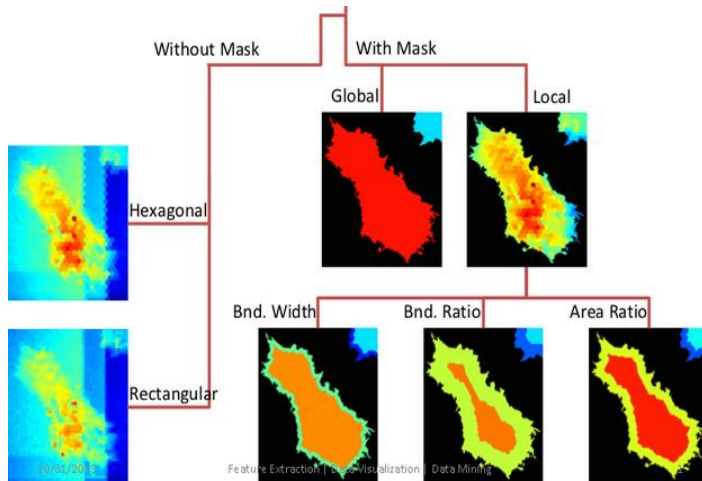 Without Mask
With Mask
Global
Local
Hexagonal
Rectangular
Bnd. Width
Bnd. Ratio
Area Ratio
Feature Extraction | Data Visualization | Data Mining